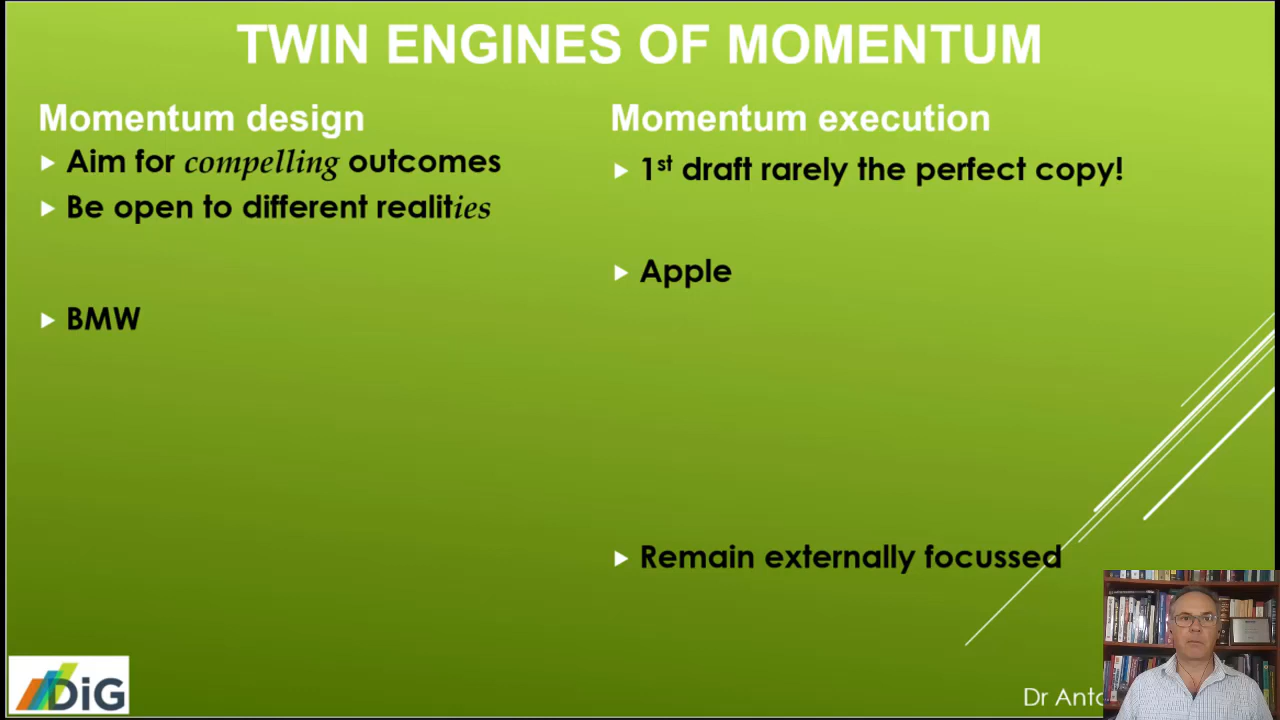 TWIN ENGINES OF MOMENTUM
Momentum design
Aim for compelling outcomes
Be open to different realities
BMW
Momentum execution
1st draft rarely the perfect copy!
Apple
Remain externally focussed
DiG
Dr